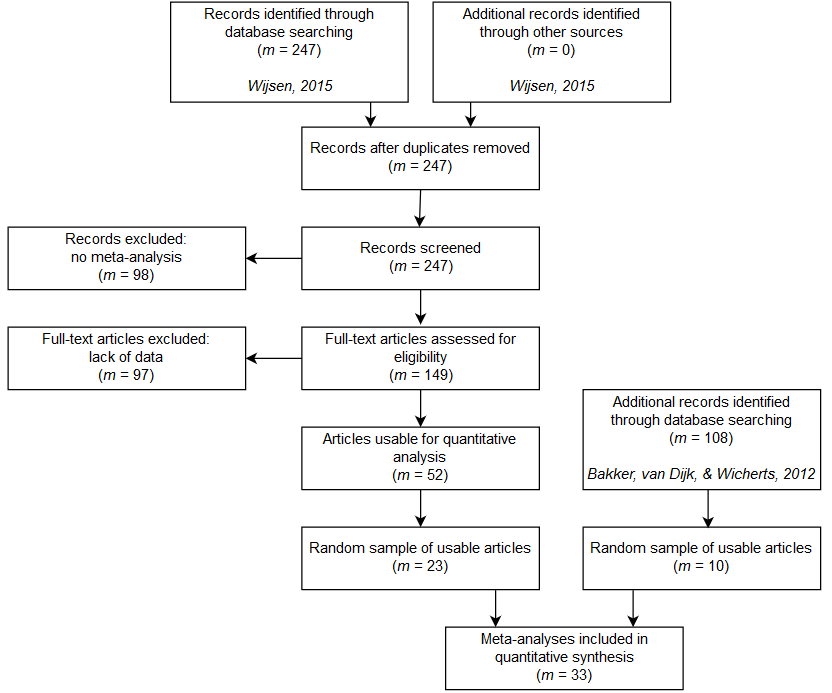 Records identified through
database searching
(m = 247)
Wijsen, 2015
Additional records identified
through other sources
(m = 0)
Wijsen, 2015
Records after duplicates removed
(m = 247)
Records excluded:
no meta-analysis
(m = 98)
Records screened
(m = 247)
Full-text articles excluded:
lack of data
(m = 97)
Full-text articles assessed for
eligibility
(m = 149)
Additional records identified
through database searching
(m = 108)
Bakker, van Dijk, & Wicherts, 2012
Articles usable for quantitative
analysis
(m = 52)
Random sample of usable articles
(m = 23)
Random sample of usable articles
(m = 10)
Meta-analyses included in
quantitative synthesis
(m = 33)